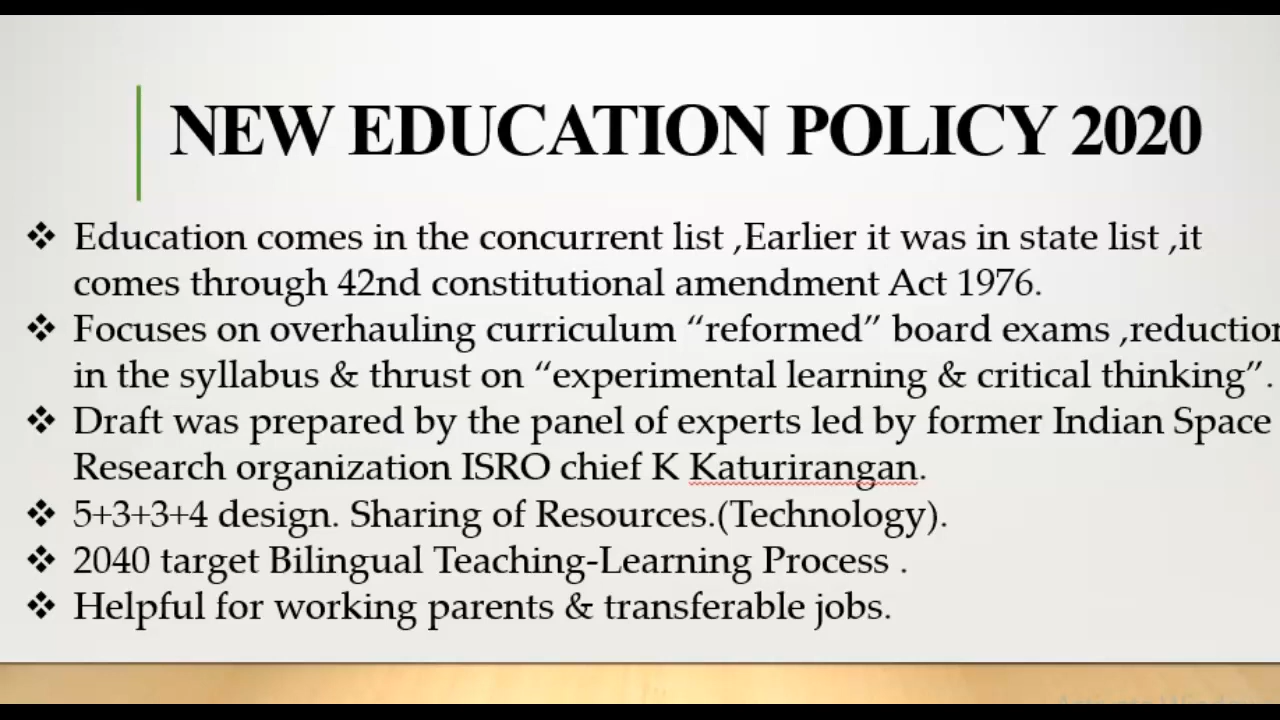 NEW EDUCATION POLICY 2020
❖ Education comes in the concurrent list ,Earlier it was in state list ,it
comes through 42nd constitutional amendment Act 1976.
❖ Focuses on overhauling curriculum “reformed” board exams ,reduction
in the syllabus & thrust on “experimental learning & critical thinking”.
❖ Draft was prepared by the panel of experts led by former Indian Space
Research organization ISRO chief K Katurirangan.
❖ 5+3+3+4 design. Sharing of Resources.(Technology).
❖ 2040 target Bilingual Teaching-Learning Process .
❖ Helpful for working parents & transferable jobs.